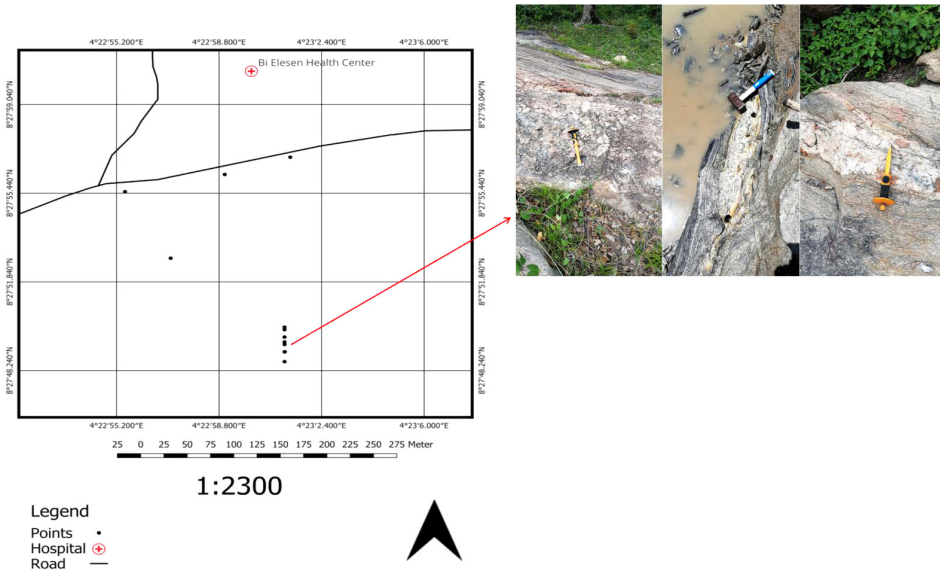 4°22'55.200"E 4°22'58.800"E 4°23'2.400"E 4°23'6.000"E
Bi Elesen Health Center
8°27'59.040"N 8°27'59.040"N
8°27'55.440"N 8°27'55.440"N
8°27'51.840"N 8°27'51.840"N
8°27'48.240"N 8°27'48.240"N
4°22'55.200"E 4°22'58.800"E 4°23'2.400"E 4°23'6.000"E
25 0 25 50 75 100 125 150 175 200 225 250 275 Meter
1:2300
Legend
Points
Hospital
Road